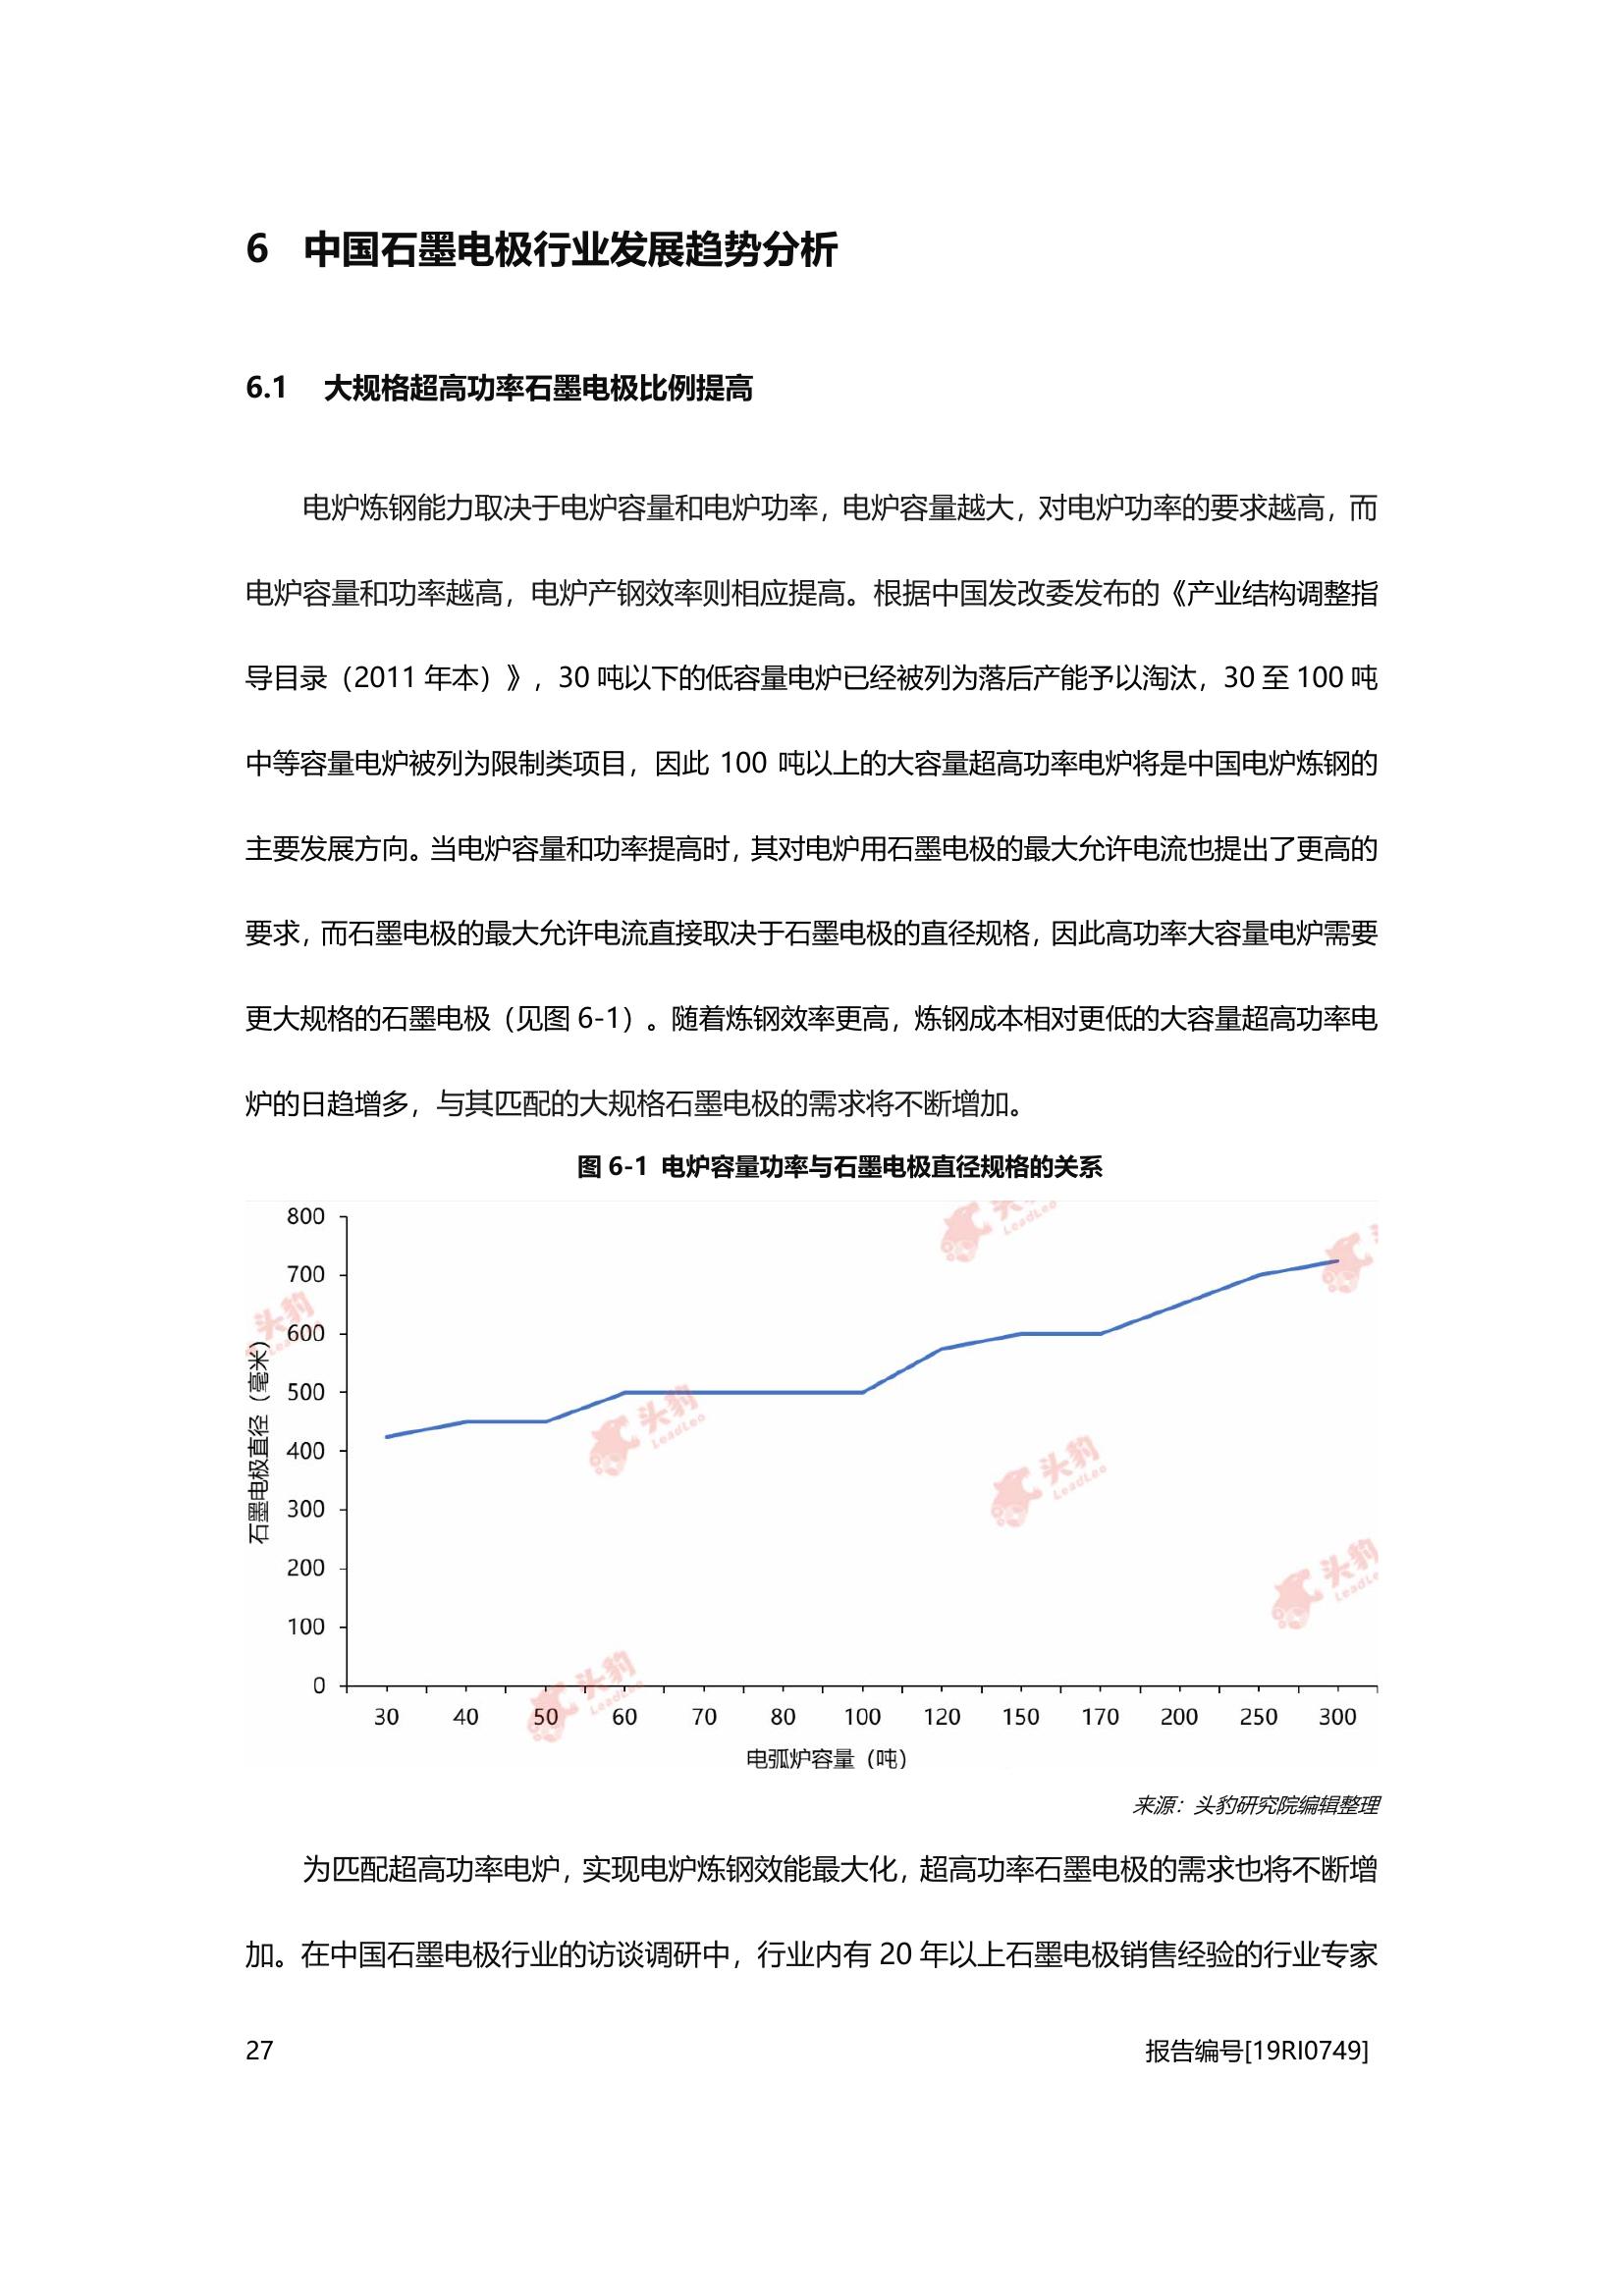 6 中国石墨电极行业发展趋势分析
6.1 大规格超高功率石墨电极比例提高
电炉炼钢能力取决于电炉容量和电炉功率，电炉容量越大，对电炉功率的要求越高，而
电炉容量和功率越高，电炉产钢效率则相应提高。根据中国发改委发布的《产业结构调整指
导目录（2011 年本）》，30 吨以下的低容量电炉已经被列为落后产能予以淘汰，30 至 100 吨
中等容量电炉被列为限制类项目，因此 100 吨以上的大容量超高功率电炉将是中国电炉炼钢的
主要发展方向。当电炉容量和功率提高时，其对电炉用石墨电极的最大允许电流也提出了更高的
要求，而石墨电极的最大允许电流直接取决于石墨电极的直径规格，因此高功率大容量电炉需要
更大规格的石墨电极（见图 6-1）。随着炼钢效率更高，炼钢成本相对更低的大容量超高功率电
炉的日趋增多，与其匹配的大规格石墨电极的需求将不断增加。
图 6-1 电炉容量功率与石墨电极直径规格的关系
石墨电极直径（毫米）
800
700
600
500
400
300
200
100
0
30 40 50 60 70 80 100 120 150 170 200 250 300
电弧炉容量（吨）
头豹
LeadLeo
头豹
LeadLeo
头豹
LeadLeo
头豹
头豹
来源：头豹研究院编辑整理
为匹配超高功率电炉，实现电炉炼钢效能最大化，超高功率石墨电极的需求也将不断增
加。在中国石墨电极行业的访谈调研中，行业内有 20 年以上石墨电极销售经验的行业专家
27 报告编号[19RI0749]